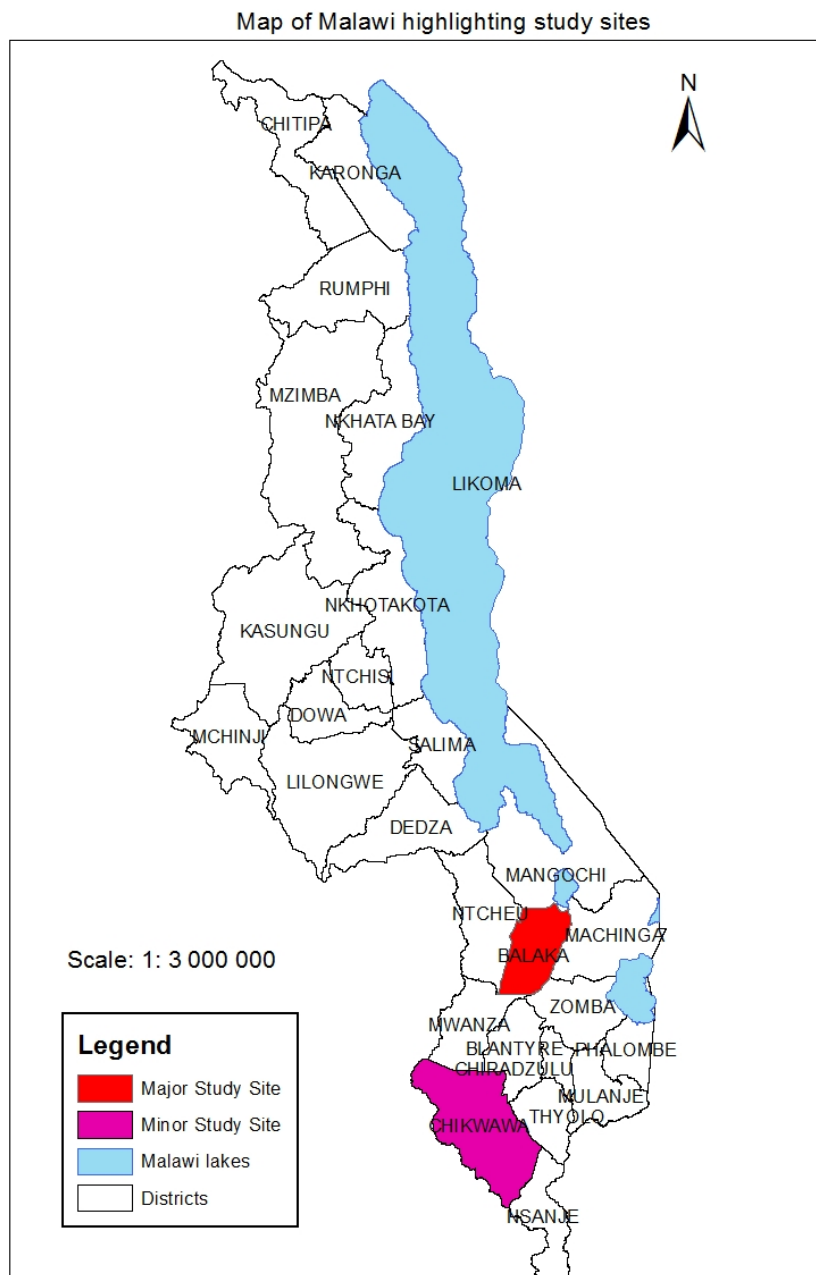 Map of Malawi highlighting study sites
N
CHITIPA
KARONGA
RUMPHI
MZIMBA
NKHATA BAY
LIKOMA
NKHOTAKOTA
KASUNGU
NTCHISI
DOWA
MCHINJI
SALIMA
LILONGWE
DEDZA
MANGOCHI
NTCHEU
MACHINGA
BALAKA
Scale: 1: 3 000 000
ZOMBA
MWANZA
BLANTYRE
PHALOMBE
CHIRADZULU
MULANJE
THYOLO
CHIKWAWA
NSANJE
Legend
Major Study Site
Minor Study Site
Malawi lakes
Districts